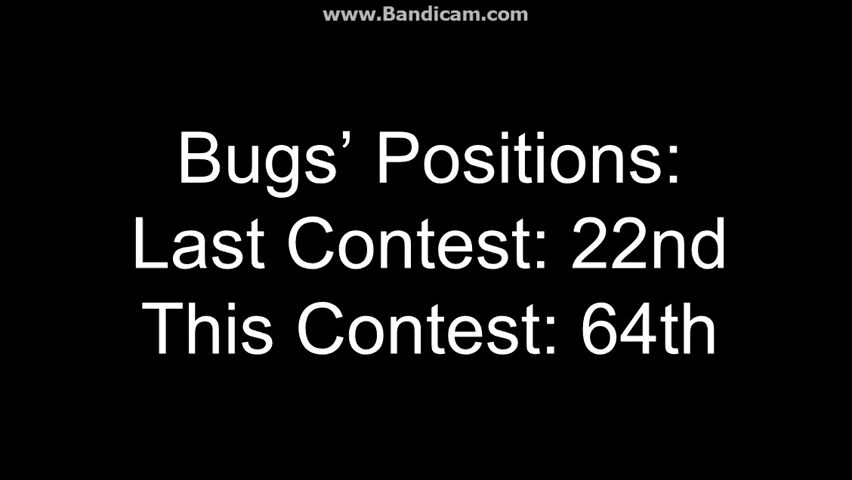 www.Bandicam.com
Bugs’ Positions:
Last Contest: 22nd
This Contest: 64th